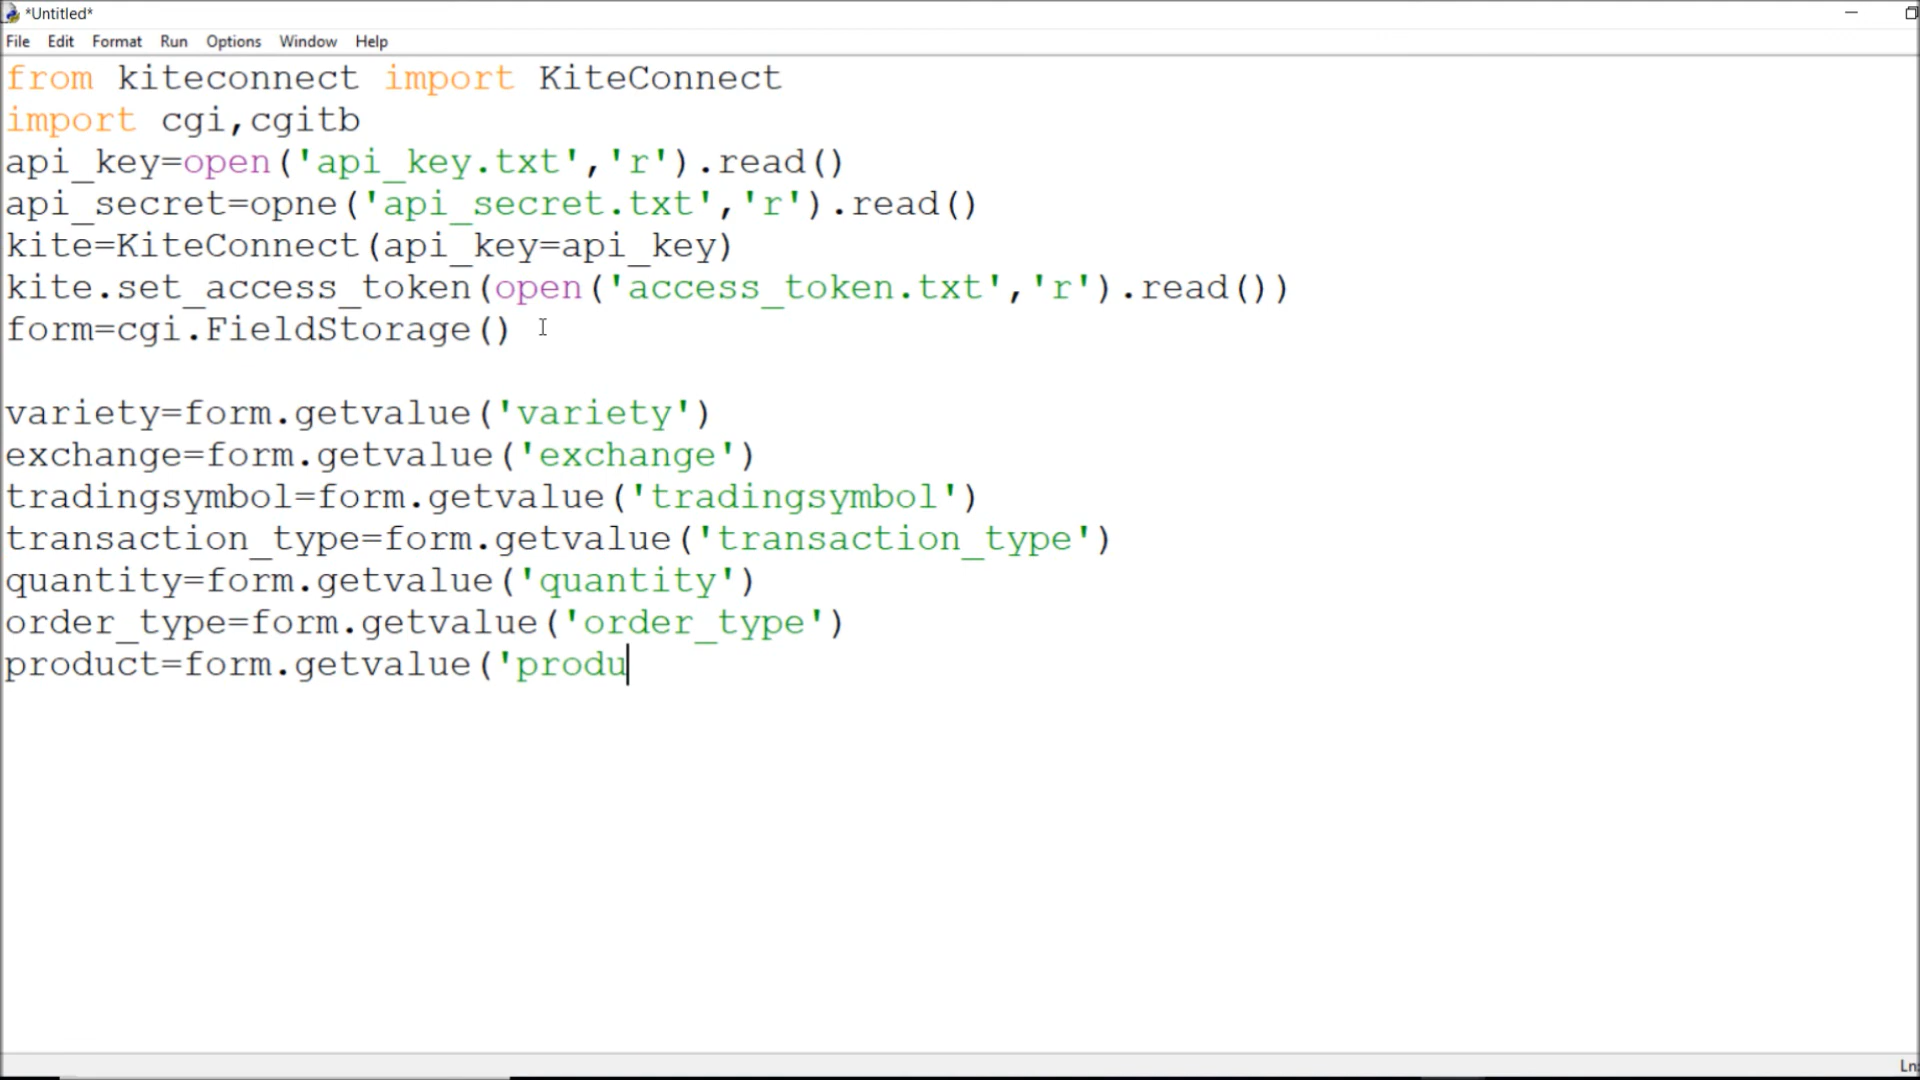 *Untitled*
File Edit Format Run Options Window Help
from kiteconnect import KiteConnect
import cgi,cgitb
api_key=open('api_key.txt','r').read()
api_secret=opne('api_secret.txt','r').read()
kite=KiteConnect(api_key=api_key)
kite.set_access_token(open('access_token.txt','r').read())
form=cgi.FieldStorage()
variety=form.getvalue('variety')
exchange=form.getvalue('exchange')
tradingsymbol=form.getvalue('tradingsymbol')
transaction_type=form.getvalue('transaction_type')
quantity=form.getvalue('quantity')
order_type=form.getvalue('order_type')
product=form.getvalue('produ
Ln